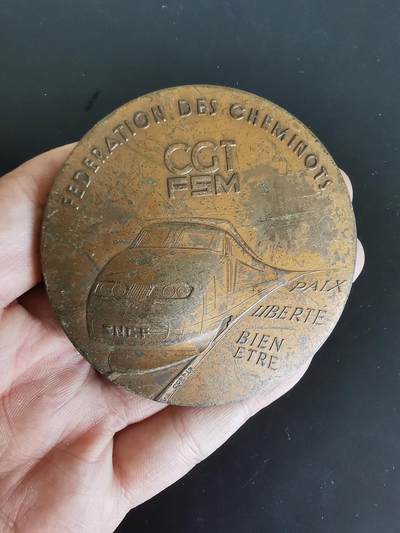 FEDERATION DES CHEMINOTS
CGT
FSM
PAIX
LIBERTE
BIEN
ETRE
SNCF